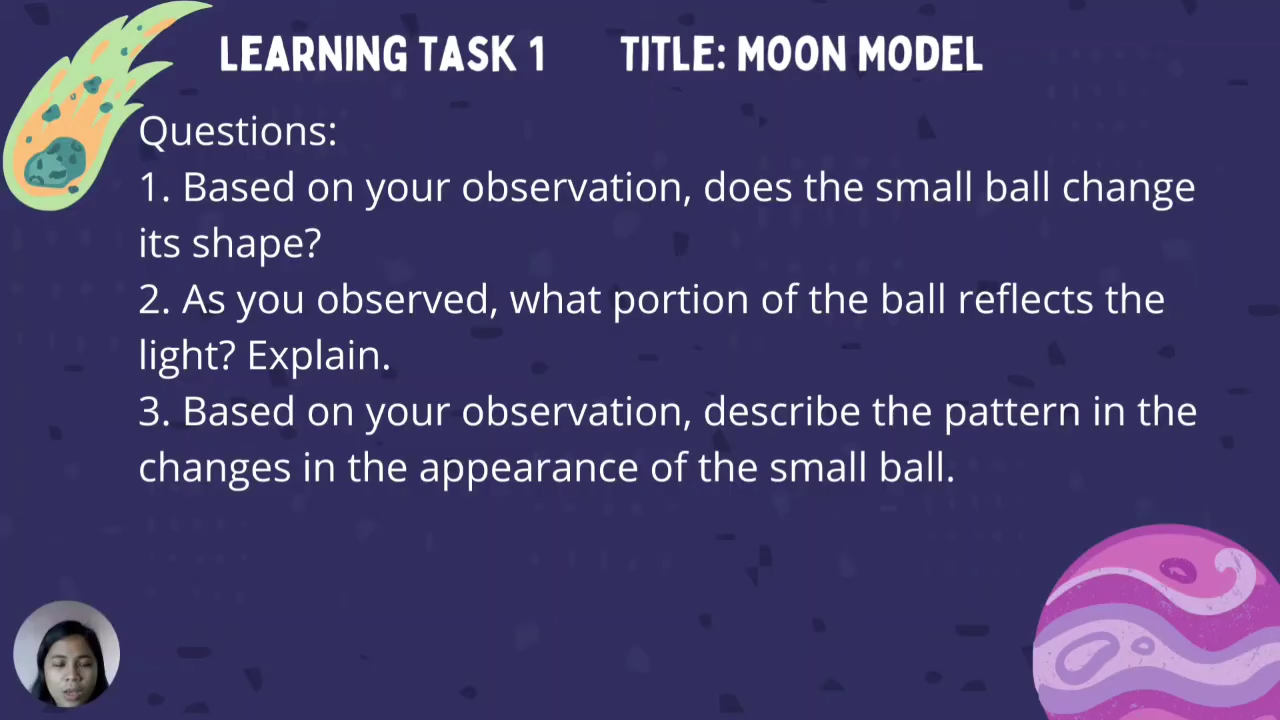 LEARNING TASK 1 TITLE: MOON MODEL
Questions:
1. Based on your observation, does the small ball change
its shape?
2. As you observed, what portion of the ball reflects the
light? Explain.
3. Based on your observation, describe the pattern in the
changes in the appearance of the small ball.